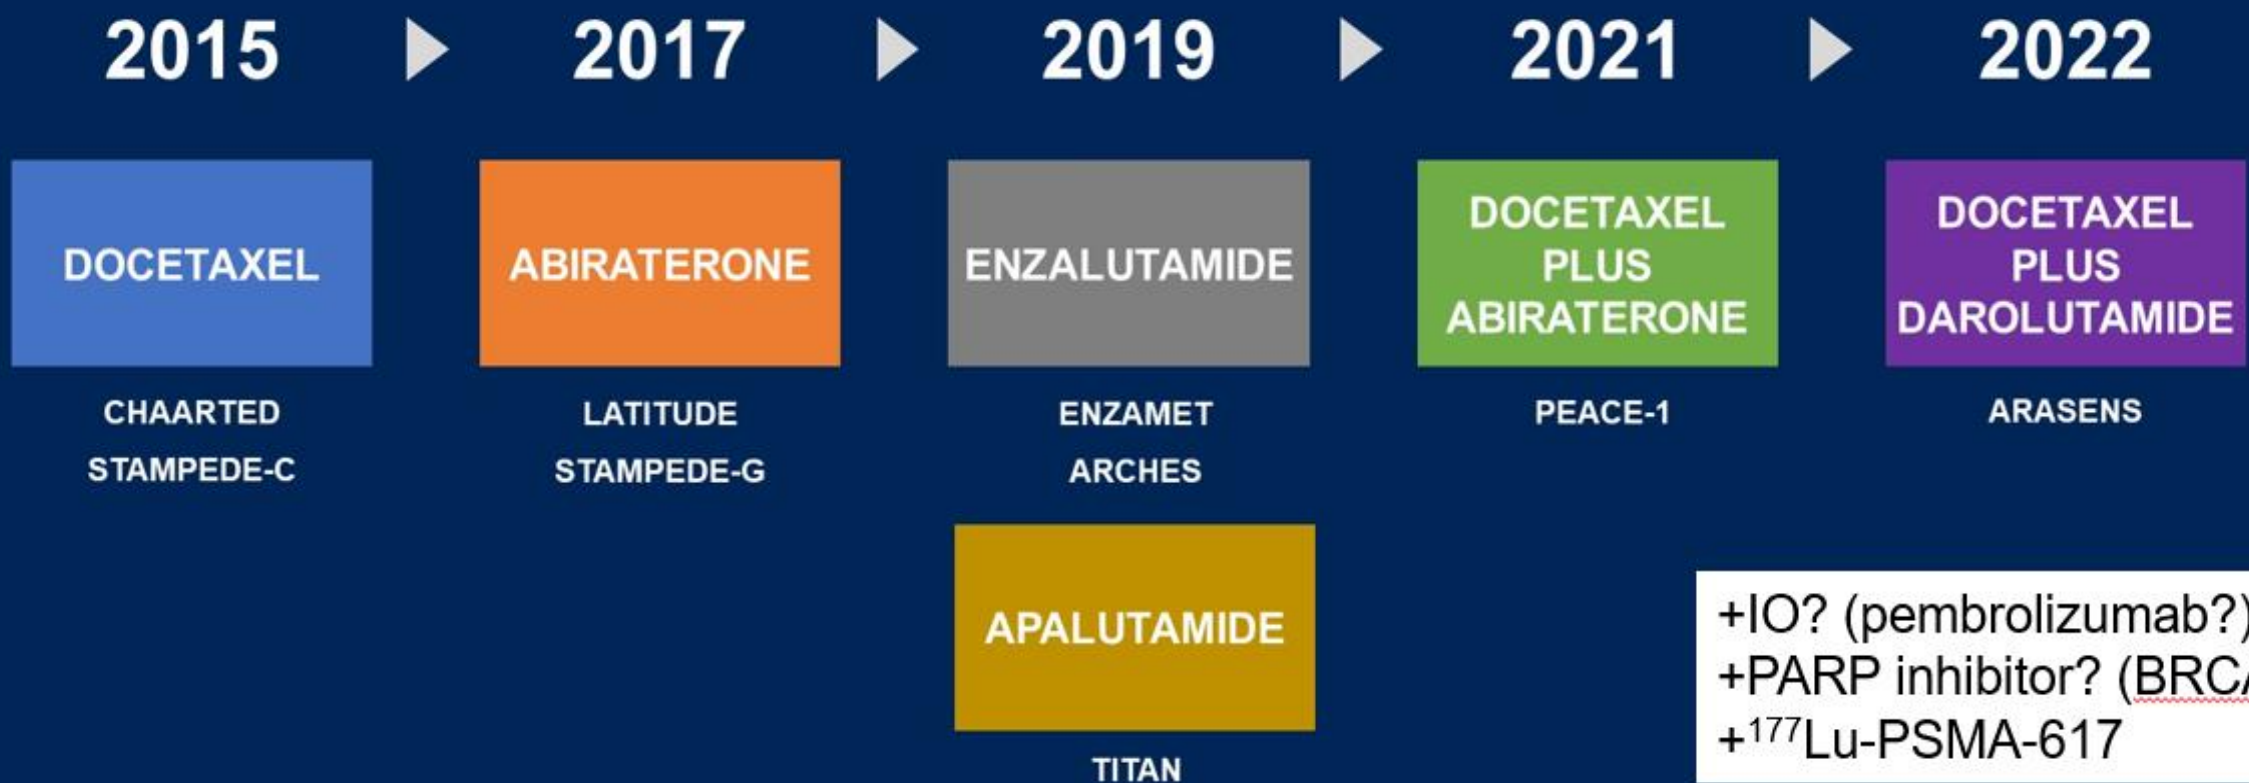 2015 2017 2019 2021 2022
DOCETAXEL
CHAARTED
STAMPEDE-C
ABIRATERONE
LATITUDE
STAMPEDE-G
ENZALUTAMIDE
ENZAMET
ARCHES
APALUTAMIDE
TITAN
DOCETAXEL
PLUS
ABIRATERONE
PEACE-1
DOCETAXEL
PLUS
DAROLUTAMIDE
ARASENS
+IO? (pembrolizumab?)
+PARP inhibitor? (BRCA
+¹⁷⁷Lu-PSMA-617